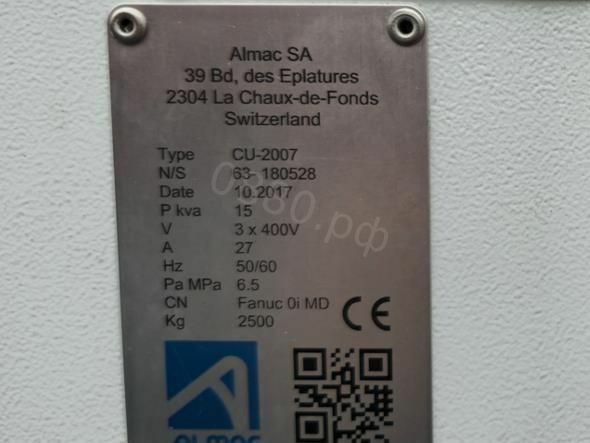 Almac SA
39 Bd, des Eplatures
2304 La Chaux-de-Fonds
Switzerland
Type CU-2007
N/S 63 180528
Date 10.2017
P kva 15
V 3 x 400V
A 27
Hz 50/60
Pa MPa 6.5
CN Fanuc 0i MD
Kg 2500
CE
almac